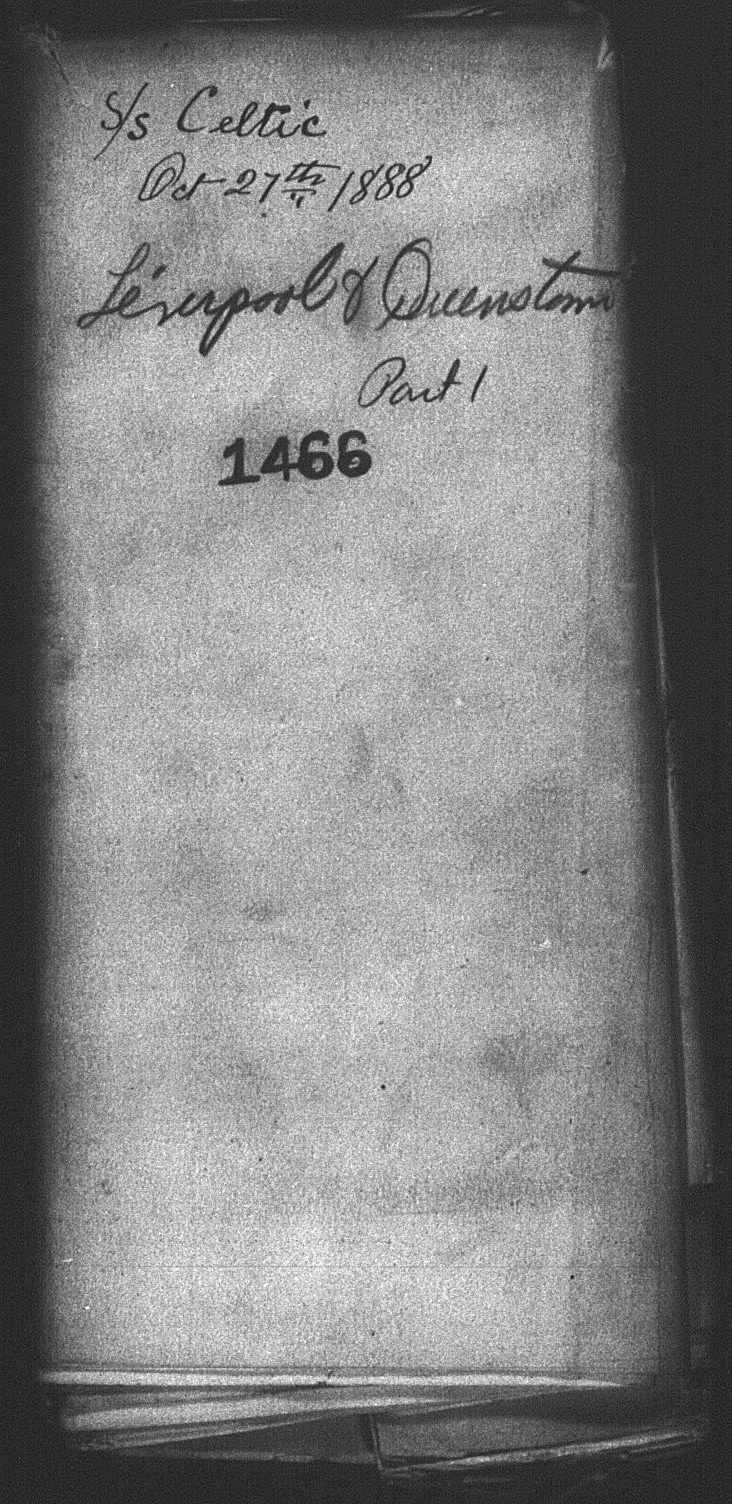 S/s Celtic
Oct 27th 1888
Liverpool & Queenstown
Part 1
1466